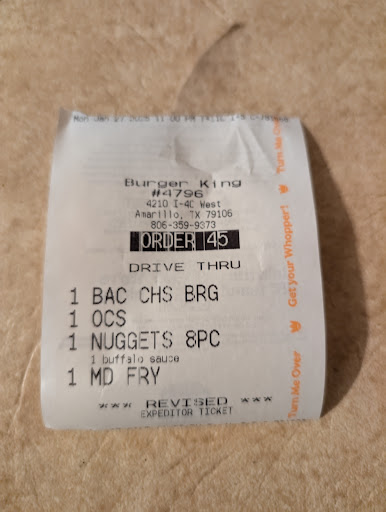 Burger King
#4796
4210 I-40 West
Amarillo, TX 79106
806-359-9373
ORDER 45
DRIVE THRU
1 BAC CHS BRG
1 OCS
1 NUGGETS 8PC
1 buffalo sauce
1 MD FRY
*** REVISED ***
EXPEDITOR TICKET
Turn Me Over
Get your Whopper!
Turn Me Over